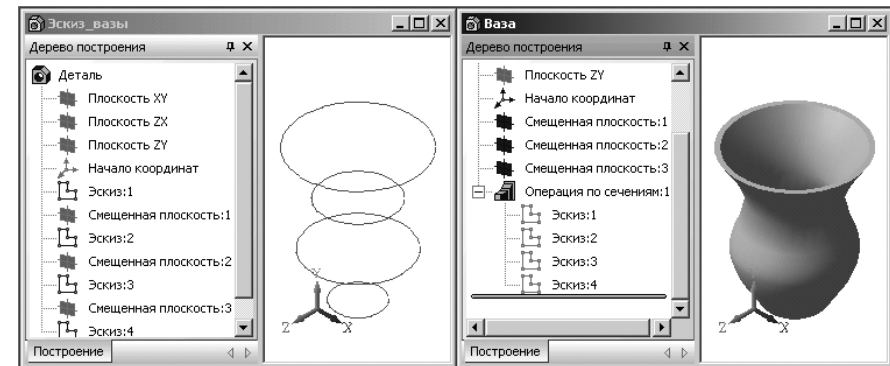 Эскиз_вазы
Дерево построения
Деталь
Плоскость XY
Плоскость ZX
Плоскость ZY
Начало координат
Эскиз:1
Смещенная плоскость:1
Эскиз:2
Смещенная плоскость:2
Эскиз:3
Смещенная плоскость:3
Эскиз:4
Построение
Y
Z
X
Ваза
Дерево построения
Плоскость ZY
Начало координат
Смещенная плоскость:1
Смещенная плоскость:2
Смещенная плоскость:3
Операция по сечениям:1
Эскиз:1
Эскиз:2
Эскиз:3
Эскиз:4
Построение
Z
X